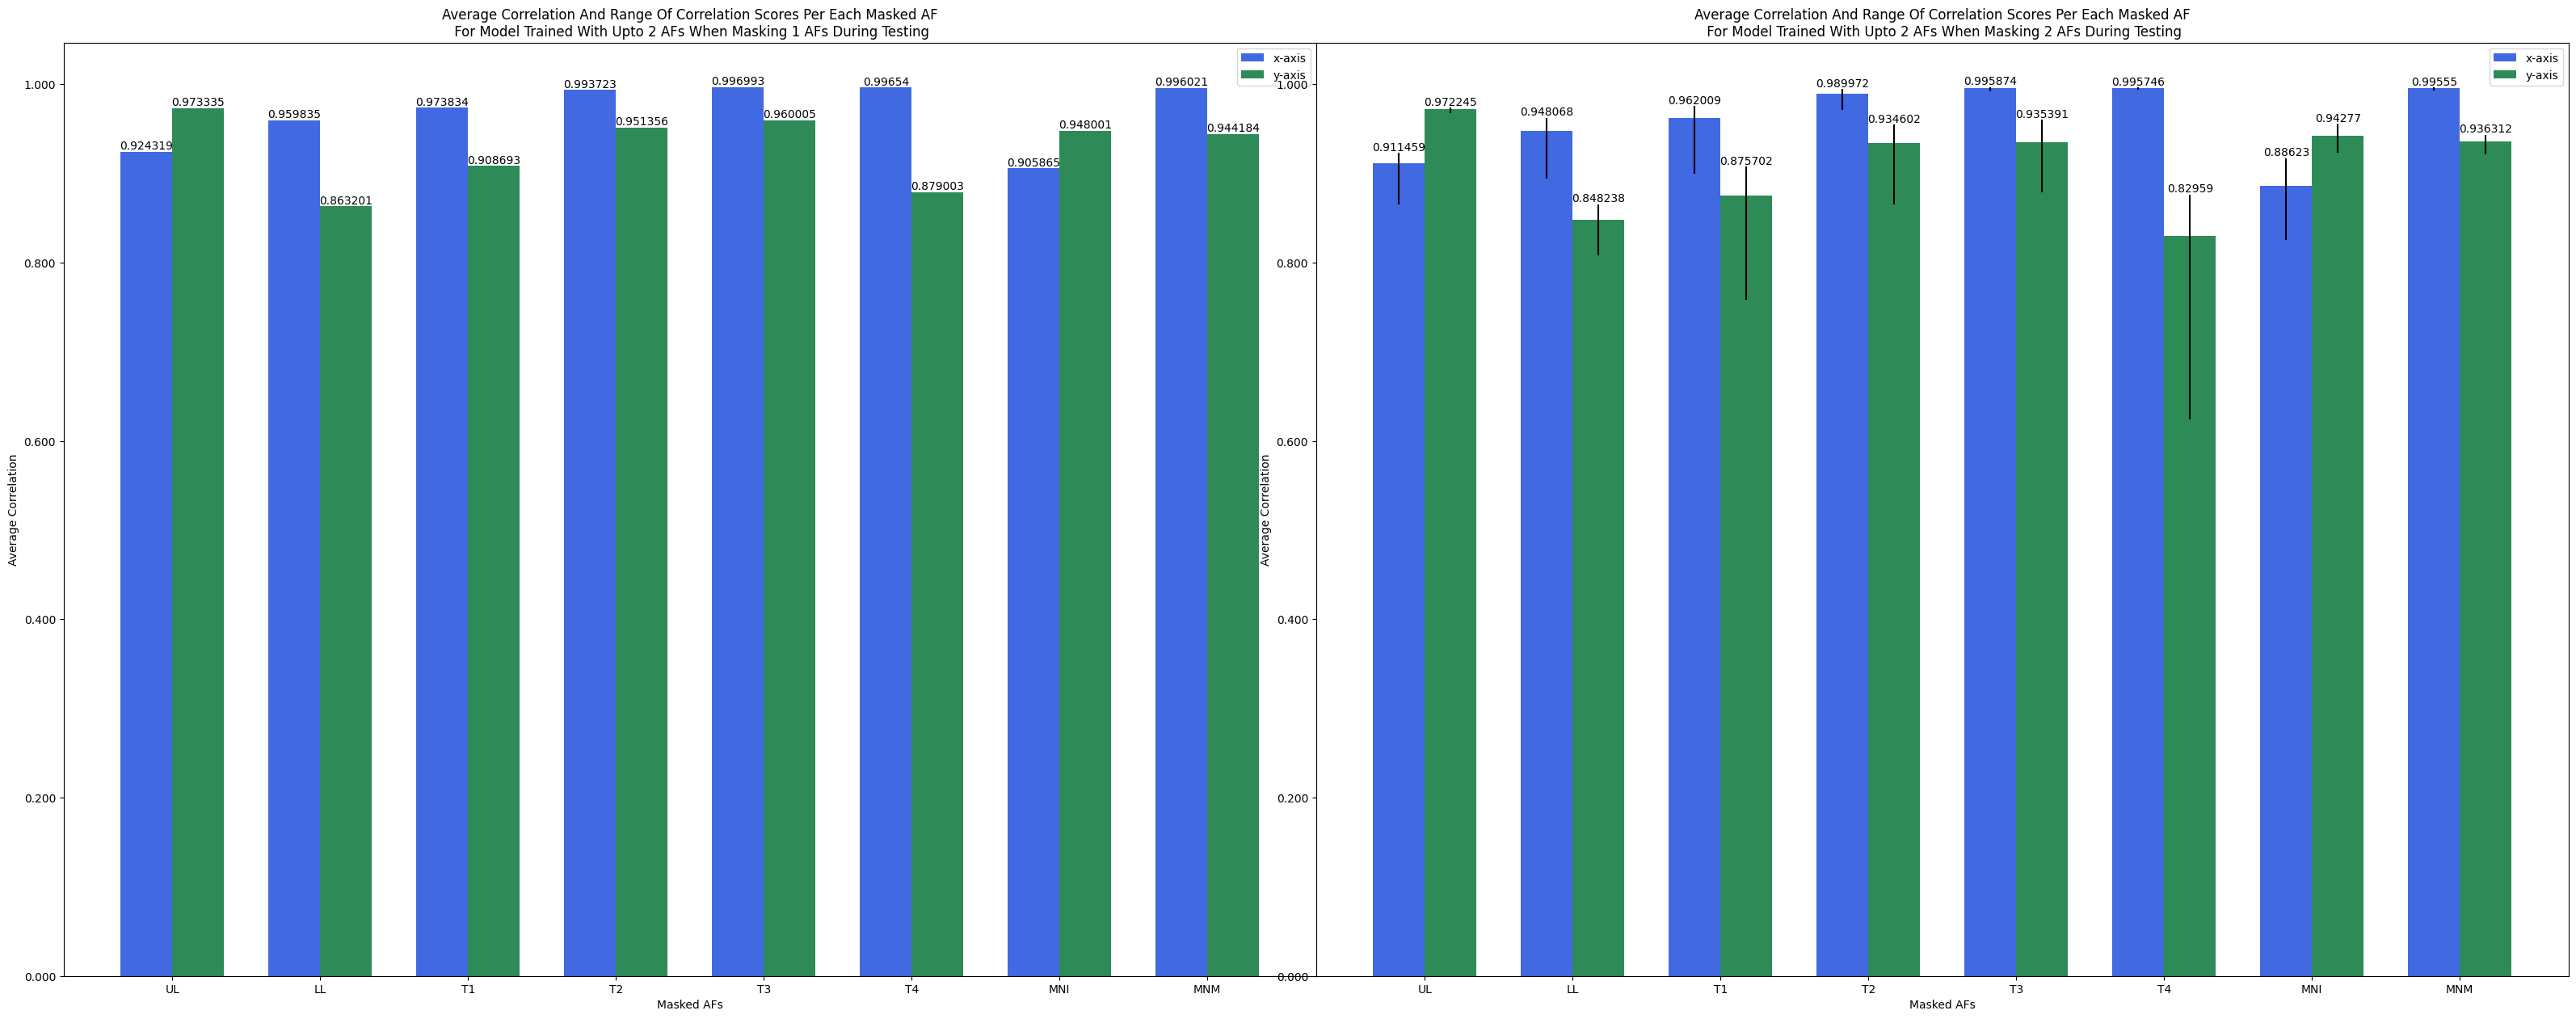 Average Correlation And Range Of Correlation Scores Per Each Masked AF
For Model Trained With Upto 2 AFs When Masking 1 AFs During Testing
x-axis
y-axis
1.000
0.800
0.600
0.400
0.200
0.000
Average Correlation
0.924319
0.973335
0.959835
0.863201
0.973834
0.908693
0.993723
0.951356
0.996993
0.960005
0.99654
0.879003
0.905865
0.948001
0.996021
0.944184
UL
LL
T1
T2
T3
T4
MNI
MNM
Masked AFs
Average Correlation And Range Of Correlation Scores Per Each Masked AF
For Model Trained With Upto 2 AFs When Masking 2 AFs During Testing
x-axis
y-axis
1.000
0.800
0.600
0.400
0.200
0.000
Average Correlation
0.911459
0.972245
0.948068
0.848238
0.962009
0.875702
0.989972
0.934602
0.995874
0.935391
0.995746
0.82959
0.88623
0.94277
0.99555
0.936312
UL
LL
T1
T2
T3
T4
MNI
MNM
Masked AFs